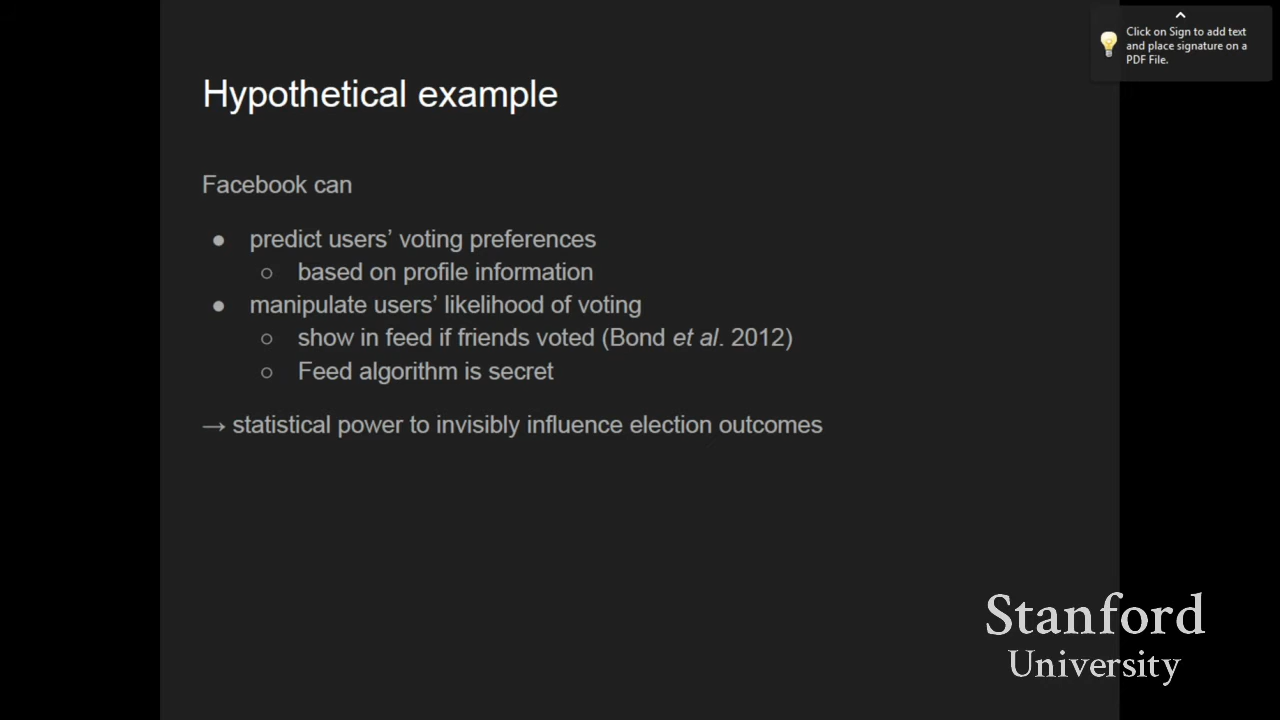 Click on Sign to add text
and place signature on a
PDF File.
Hypothetical example
Facebook can
● predict users’ voting preferences
○ based on profile information
● manipulate users’ likelihood of voting
○ show in feed if friends voted (Bond et al. 2012)
○ Feed algorithm is secret
→ statistical power to invisibly influence election outcomes
Stanford
University